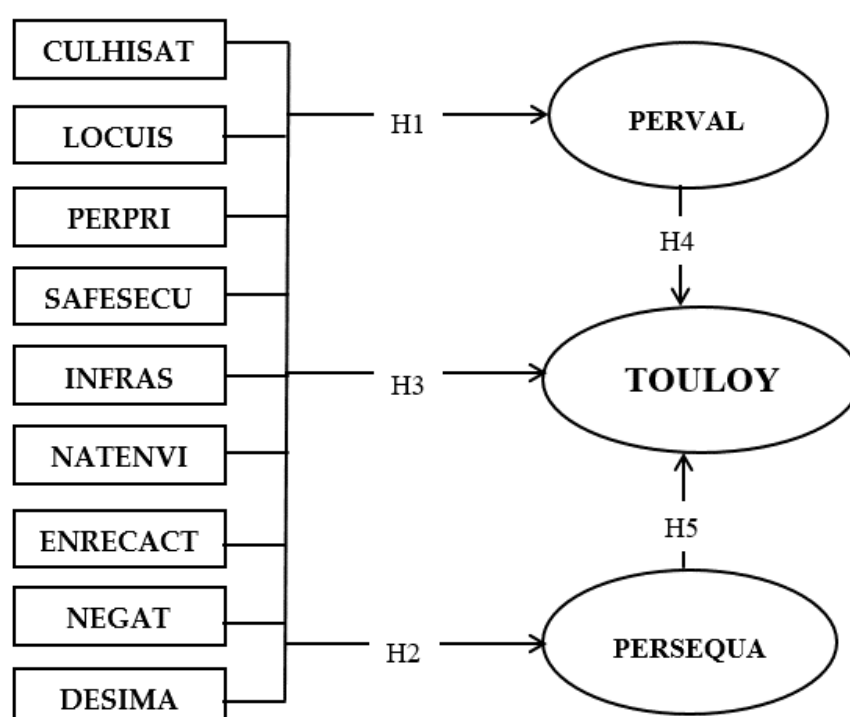 CULHISAT
LOCUIS
PERPRI
SAFESECU
INFRAS
NATENVI
ENRECACT
NEGAT
DESIMA
H1
H3
H2
PERVAL
H4
TOULOY
H5
PERSEQUA